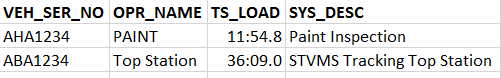 VEH_SER_NO OPR_NAME TS_LOAD SYS_DESC
AHA1234 PAINT 11:54.8 Paint Inspection
ABA1234 Top Station 36:09.0 STVMS Tracking Top Station